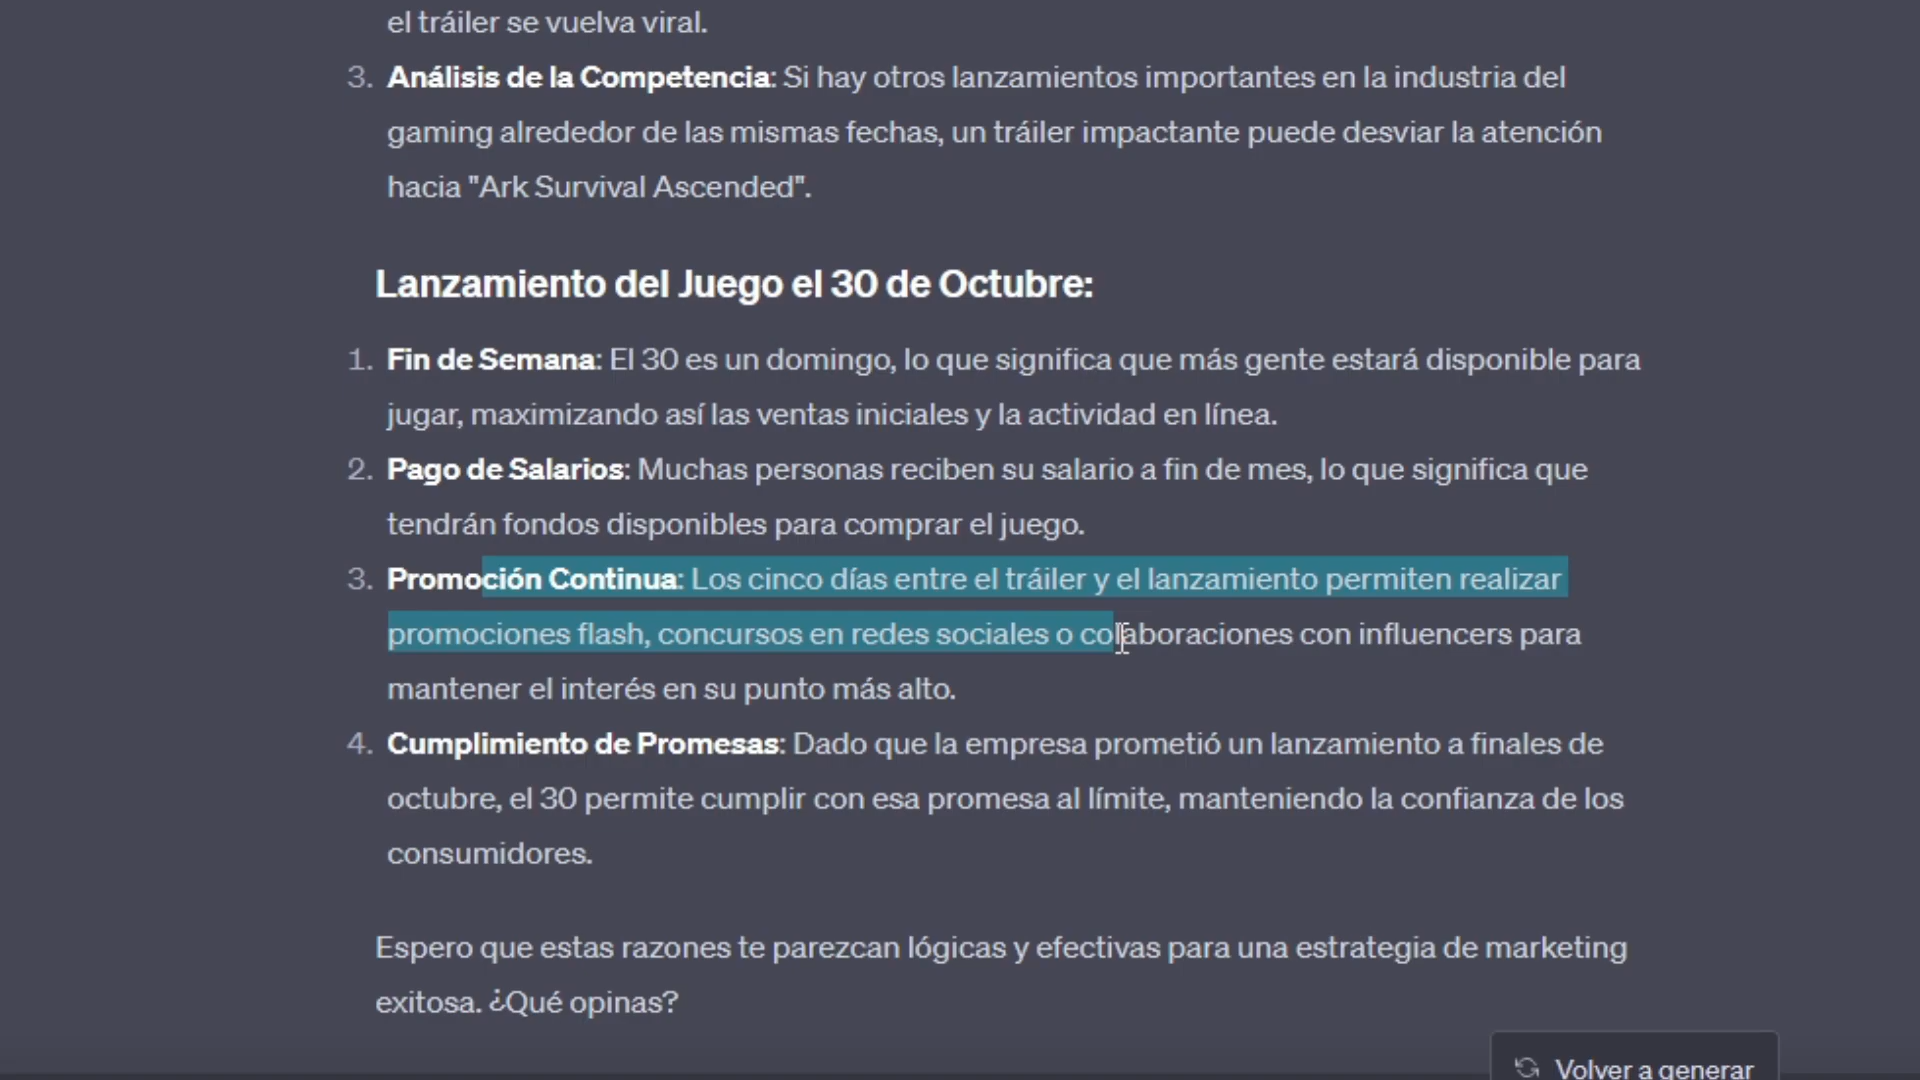 el tráiler se vuelva viral.
3. Análisis de la Competencia: Si hay otros lanzamientos importantes en la industria del
gaming alrededor de las mismas fechas, un tráiler impactante puede desviar la atención
hacia "Ark Survival Ascended".
Lanzamiento del Juego el 30 de Octubre:
1. Fin de Semana: El 30 es un domingo, lo que significa que más gente estará disponible para
jugar, maximizando así las ventas iniciales y la actividad en línea.
2. Pago de Salarios: Muchas personas reciben su salario a fin de mes, lo que significa que
tendrán fondos disponibles para comprar el juego.
3. Promoción Continua: Los cinco días entre el tráiler y el lanzamiento permiten realizar
promociones flash, concursos en redes sociales o colaboraciones con influencers para
mantener el interés en su punto más alto.
4. Cumplimiento de Promesas: Dado que la empresa prometió un lanzamiento a finales de
octubre, el 30 permite cumplir con esa promesa al límite, manteniendo la confianza de los
consumidores.
Espero que estas razones te parezcan lógicas y efectivas para una estrategia de marketing
exitosa. ¿Qué opinas?
Volver a generar